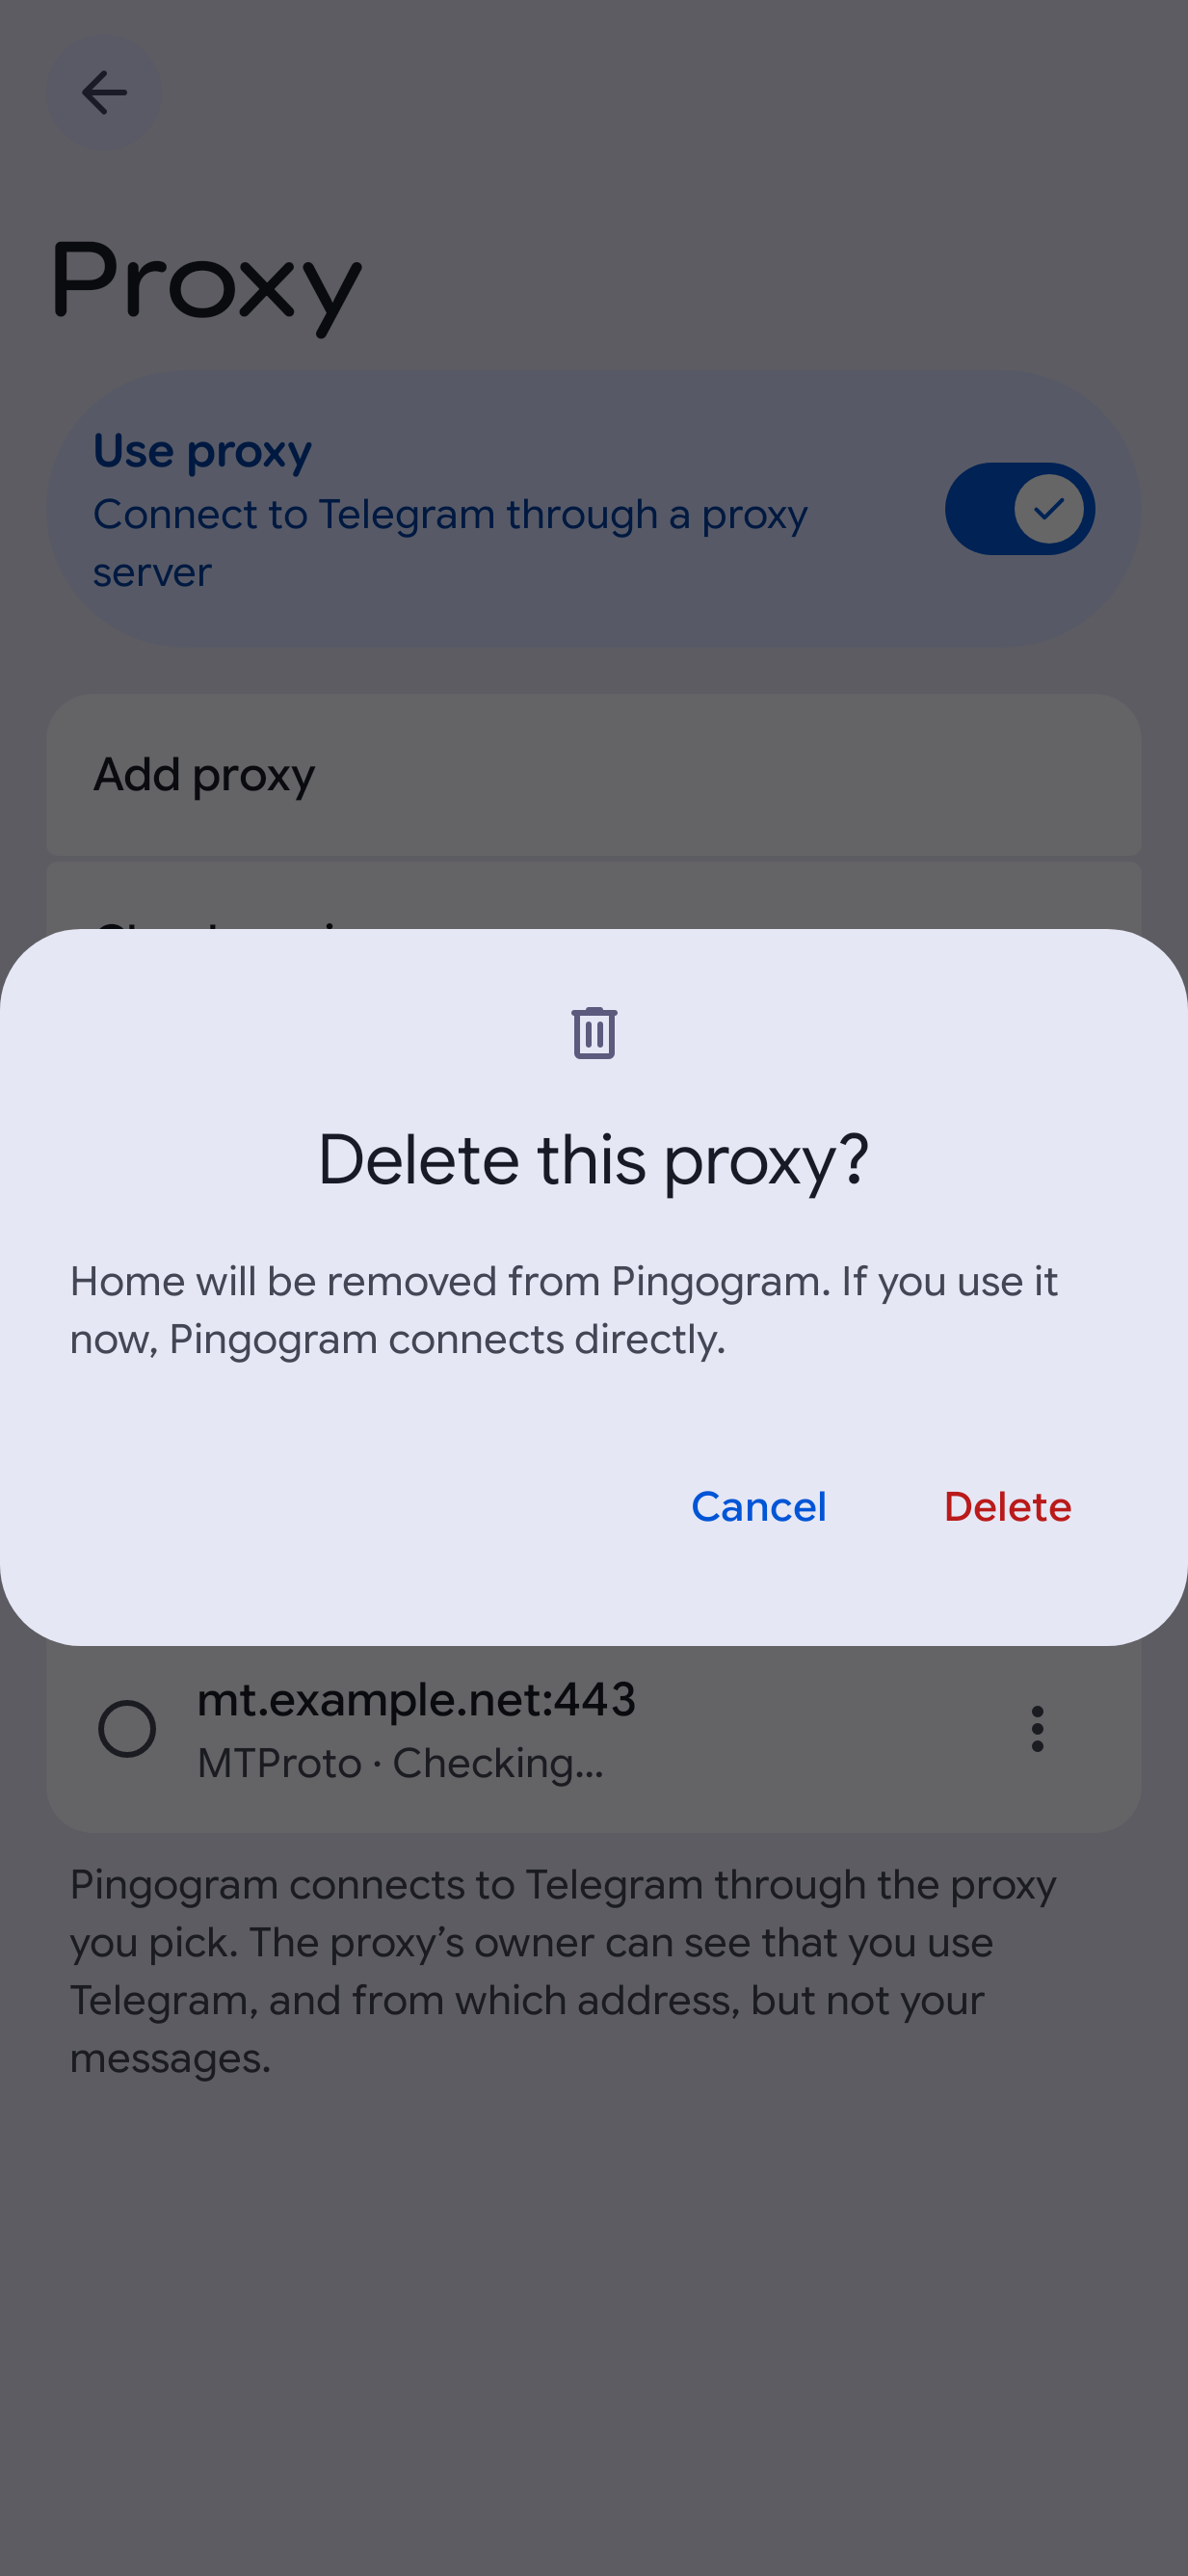 Proxy
Use proxy
Connect to Telegram through a proxy
server
Add proxy
Delete this proxy?
Home will be removed from Pingogram. If you use it
now, Pingogram connects directly.
Cancel
Delete
mt.example.net:443
MTProto · Checking…
Pingogram connects to Telegram through the proxy
you pick. The proxy’s owner can see that you use
Telegram, and from which address, but not your
messages.